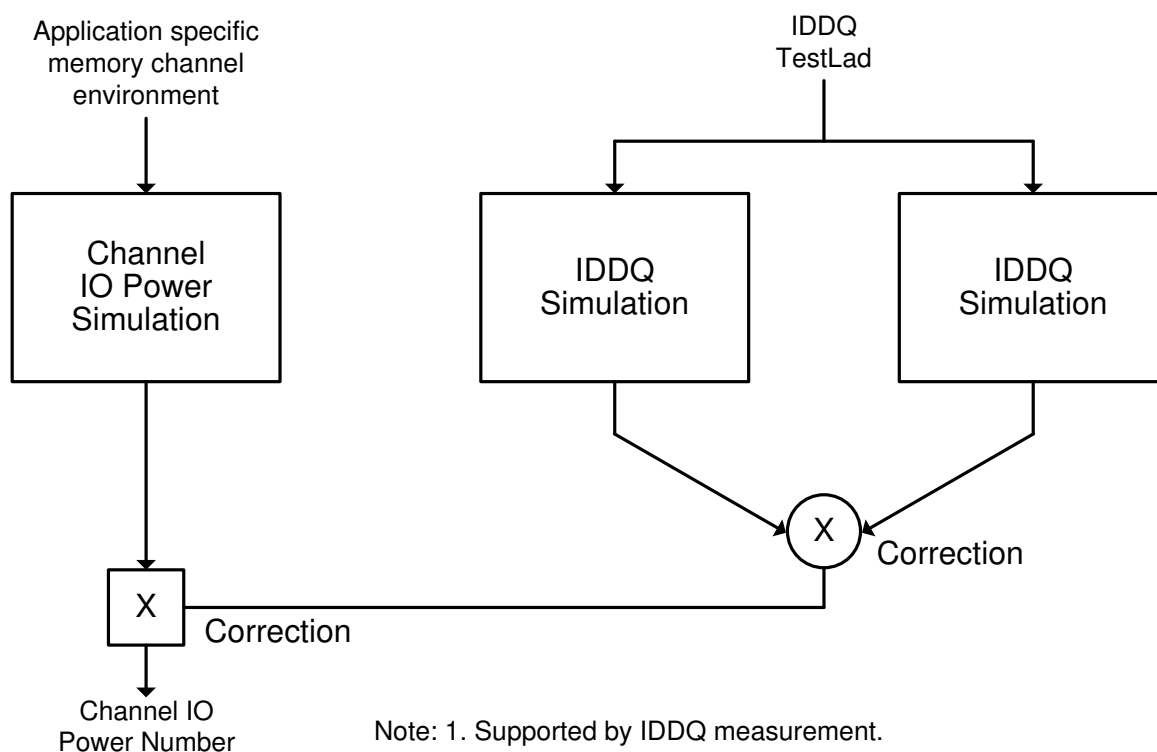 Application specific
memory channel
environment
IDDQ
TestLad
Channel
IO Power
Simulation
IDDQ
Simulation
IDDQ
Simulation
X
Correction
X
Correction
Channel IO
Power Number
Note: 1. Supported by IDDQ measurement.